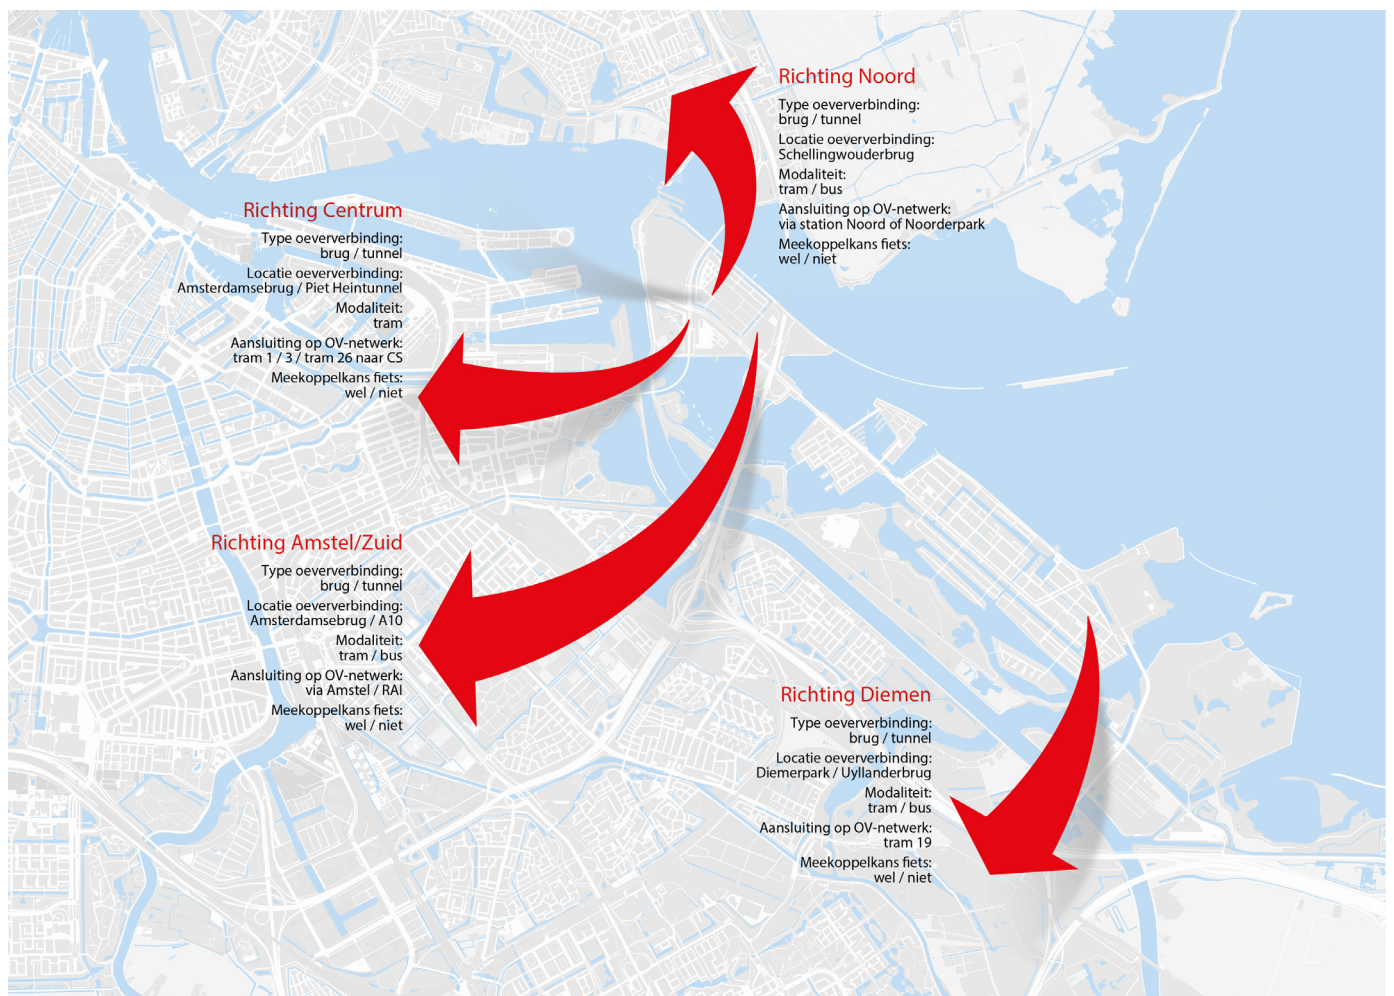 Richting Noord
Type oeververbinding:
brug / tunnel
Locatie oeververbinding:
Schellingwouderbrug
Modaliteit:
tram / bus
Aansluiting op OV-netwerk:
via station Noord of Noorderpark
Meekoppelkans fiets:
wel / niet
Richting Centrum
Type oeververbinding:
brug / tunnel
Locatie oeververbinding:
Amsterdamsebrug / Piet Heintunnel
Modaliteit:
tram
Aansluiting op OV-netwerk:
tram 1 / 3 / tram 26 naar CS
Meekoppelkans fiets:
wel / niet
Richting Amstel/Zuid
Type oeververbinding:
brug / tunnel
Locatie oeververbinding:
Amsterdamsebrug / A10
Modaliteit:
tram / bus
Aansluiting op OV-netwerk:
via Amstel / RAI
Meekoppelkans fiets:
wel / niet
Richting Diemen
Type oeververbinding:
brug / tunnel
Locatie oeververbinding:
Diemerpark / Uyllanderbrug
Modaliteit:
tram / bus
Aansluiting op OV-netwerk:
tram 19
Meekoppelkans fiets:
wel / niet